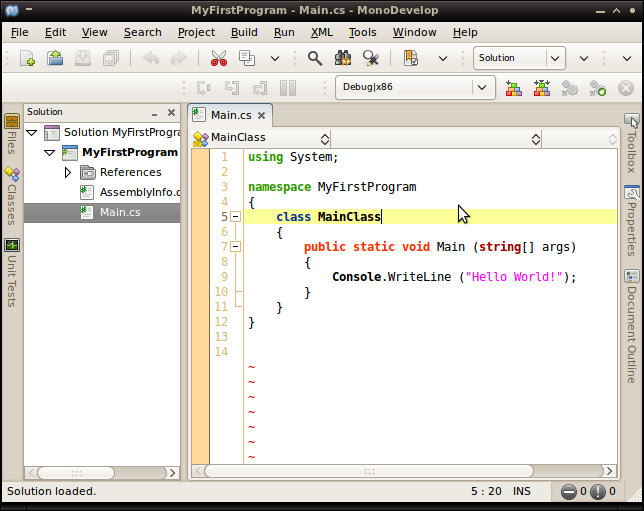 MyFirstProgram - Main.cs - MonoDevelop
File Edit View Search Project Build Run XML Tools Window Help
Solution
Debug|x86
Files
Classes
Unit Tests
Solution
Solution MyFirstProgra
MyFirstProgram
References
AssemblyInfo.c
Main.cs
Main.cs
MainClass
1 using System;
2
3 namespace MyFirstProgram
4 {
5 class MainClass
6 {
7 public static void Main (string[] args)
8 {
9 Console.WriteLine ("Hello World!");
10 }
11 }
12 }
13
14
~
~
~
~
~
~
~
Toolbox
Properties
Document Outline
Solution loaded.
5 : 20 INS
0 0